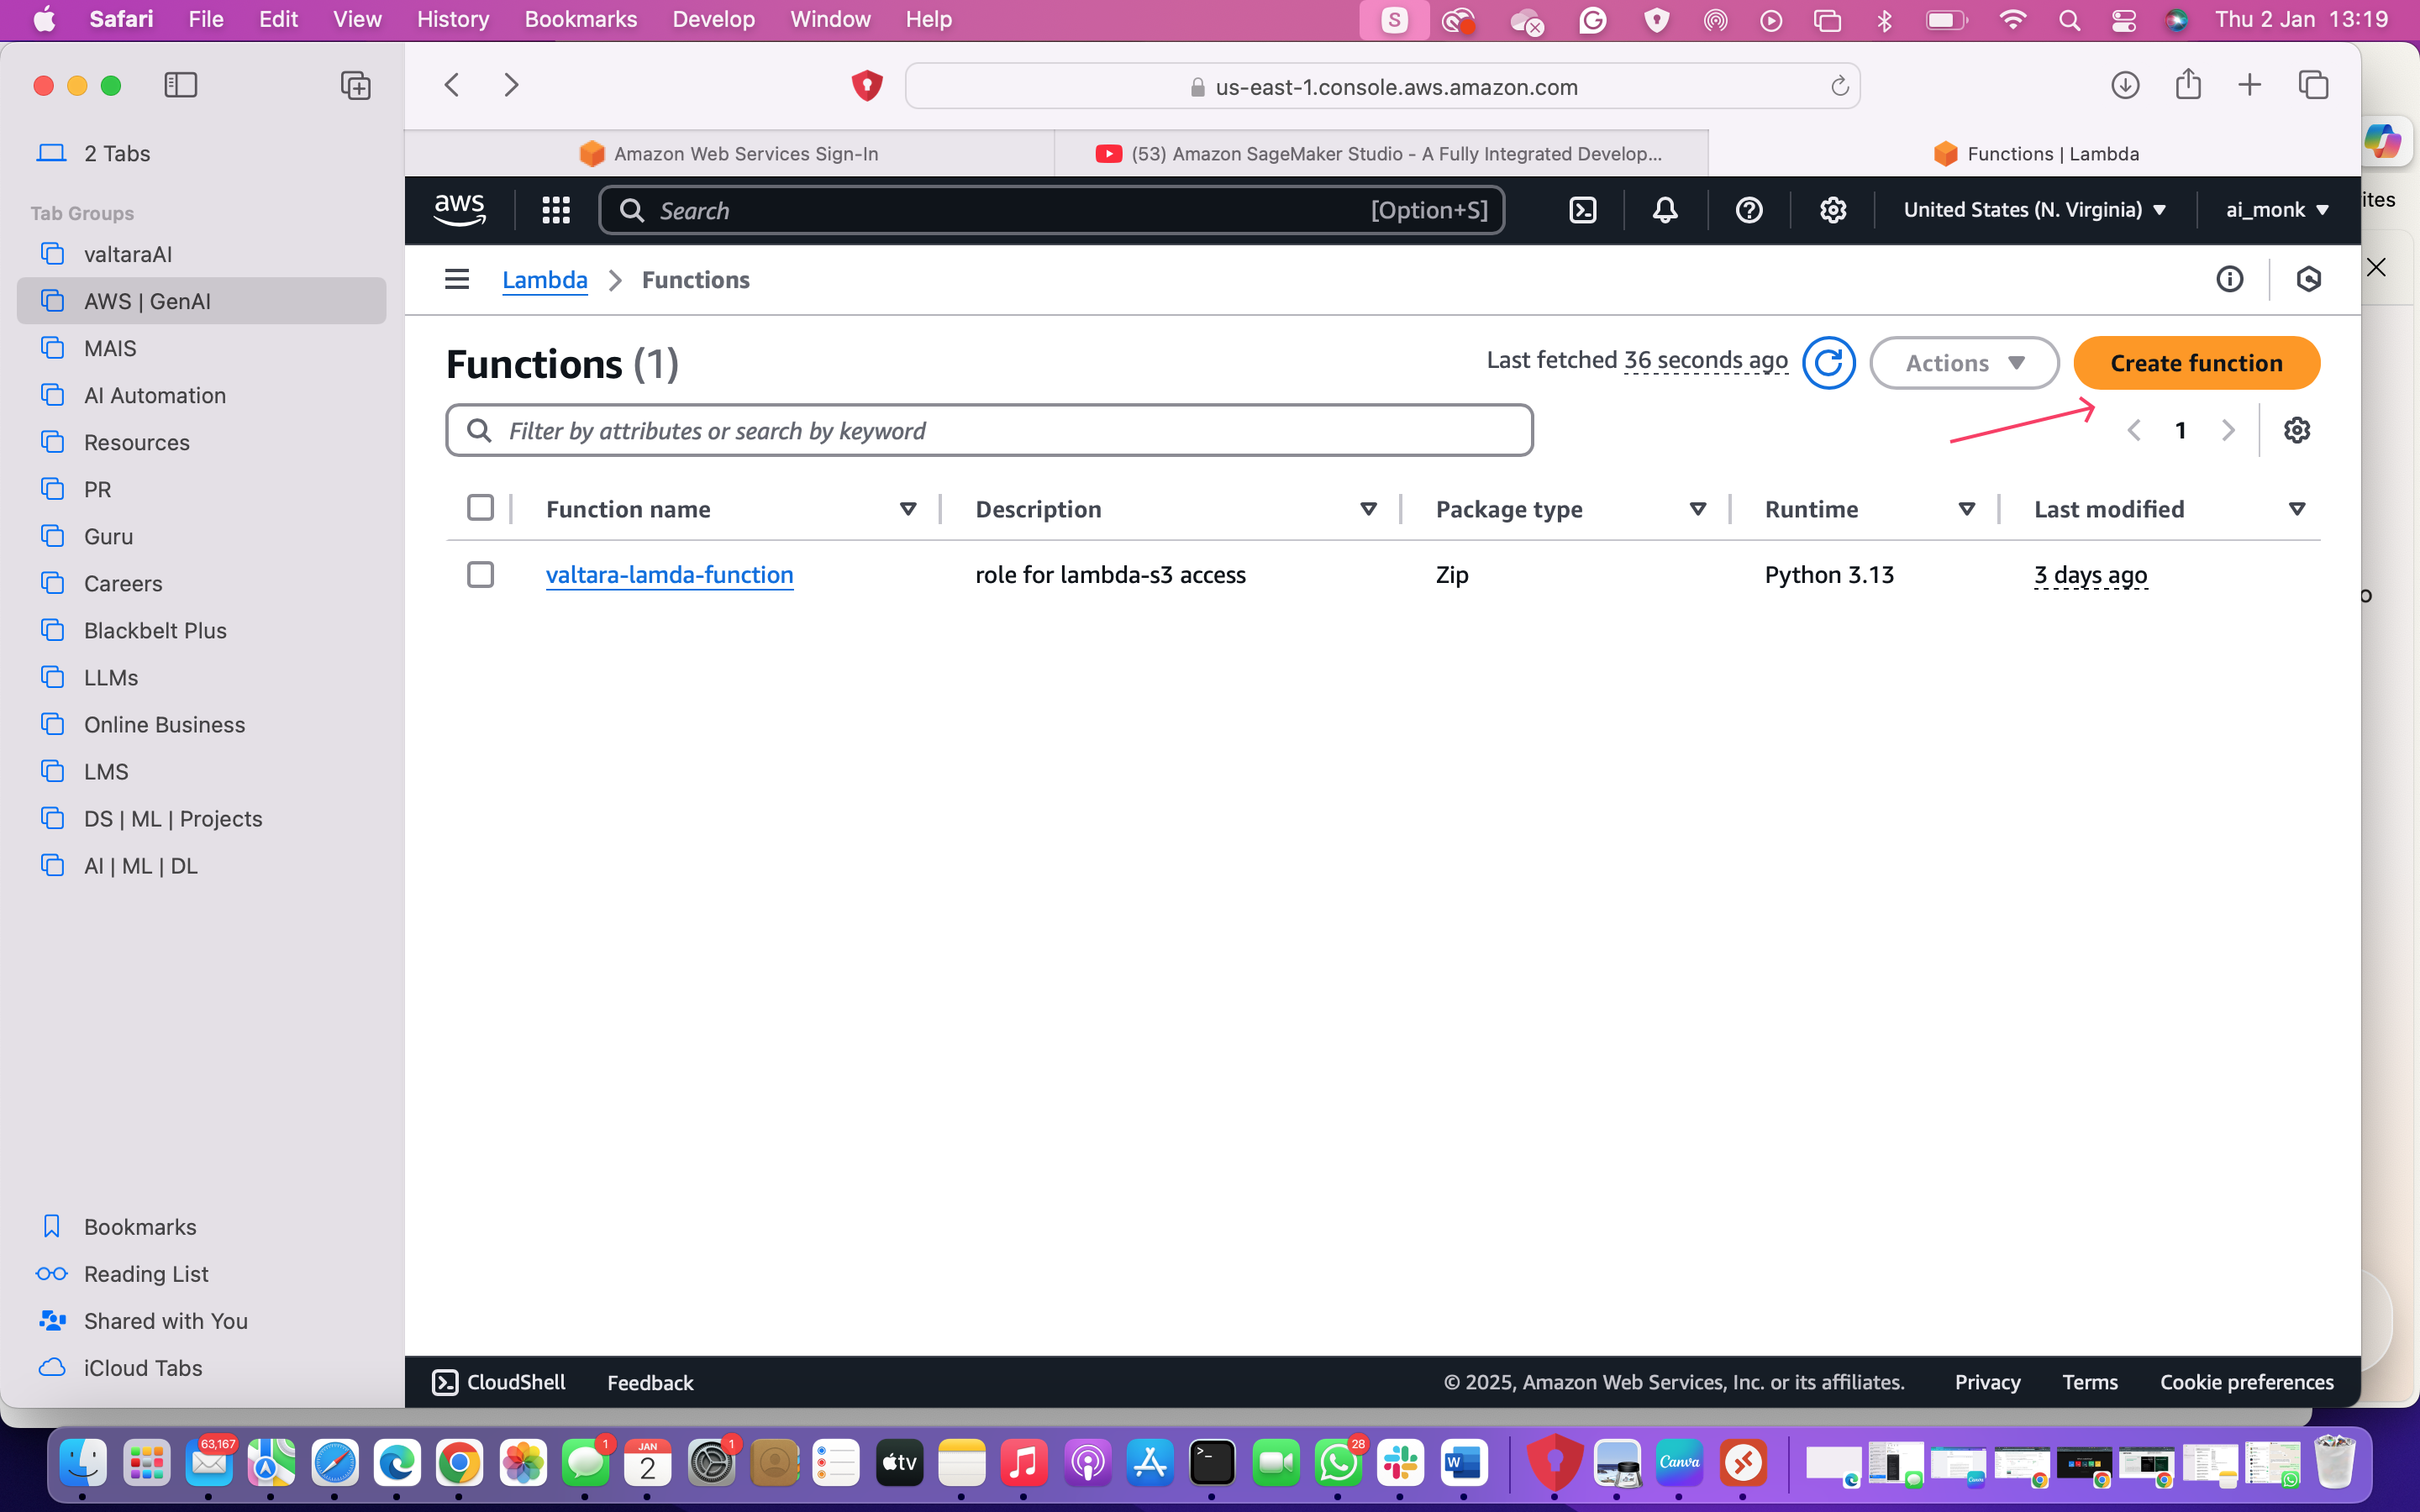 Safari File Edit View History Bookmarks Develop Window Help S Thu 2 Jan 13:19
us-east-1.console.aws.amazon.com
2 Tabs
Tab Groups
valtaraAI
AWS | GenAI
MAIS
AI Automation
Resources
PR
Guru
Careers
Blackbelt Plus
LLMs
Online Business
LMS
DS | ML | Projects
AI | ML | DL
Bookmarks
Reading List
Shared with You
iCloud Tabs
Amazon Web Services Sign-In (53) Amazon SageMaker Studio - A Fully Integrated Develop... Functions | Lambda
aws Search [Option+S] United States (N. Virginia) ai_monk
ites
Lambda Functions
Functions (1) Last fetched 36 seconds ago Actions Create function
Filter by attributes or search by keyword 1
Function name Description Package type Runtime Last modified
valtara-lamda-function role for lambda-s3 access Zip Python 3.13 3 days ago
CloudShell Feedback © 2025, Amazon Web Services, Inc. or its affiliates. Privacy Terms Cookie preferences
63,167 1 JAN 2 1 tv 28 W Canva